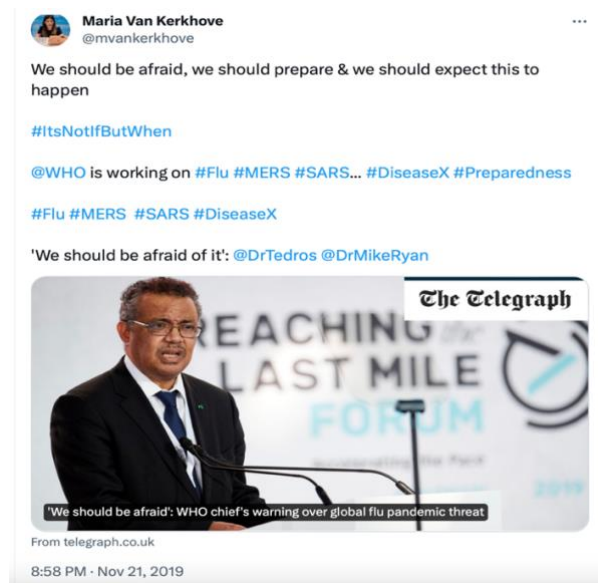 Maria Van Kerkhove
@mvankerkhove
We should be afraid, we should prepare & we should expect this to
happen
#ItsNotIfButWhen
@WHO is working on #Flu #MERS #SARS... #DiseaseX #Preparedness
#Flu #MERS #SARS #DiseaseX
'We should be afraid of it': @DrTedros @DrMikeRyan
The Telegraph
REACHING the
LAST MILE
FORUM
2019
'We should be afraid': WHO chief's warning over global flu pandemic threat
From telegraph.co.uk
8:58 PM · Nov 21, 2019